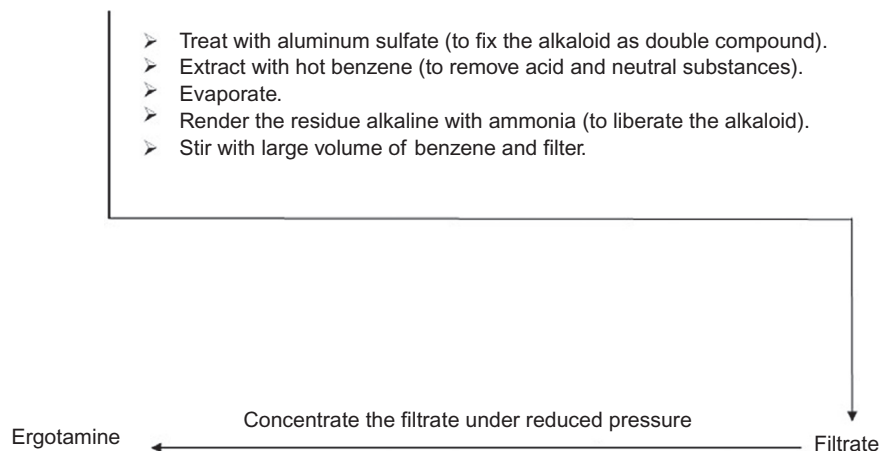 ➢ Treat with aluminum sulfate (to fix the alkaloid as double compound).
➢ Extract with hot benzene (to remove acid and neutral substances).
➢ Evaporate.
➢ Render the residue alkaline with ammonia (to liberate the alkaloid).
➢ Stir with large volume of benzene and filter.
Concentrate the filtrate under reduced pressure
Ergotamine
Filtrate